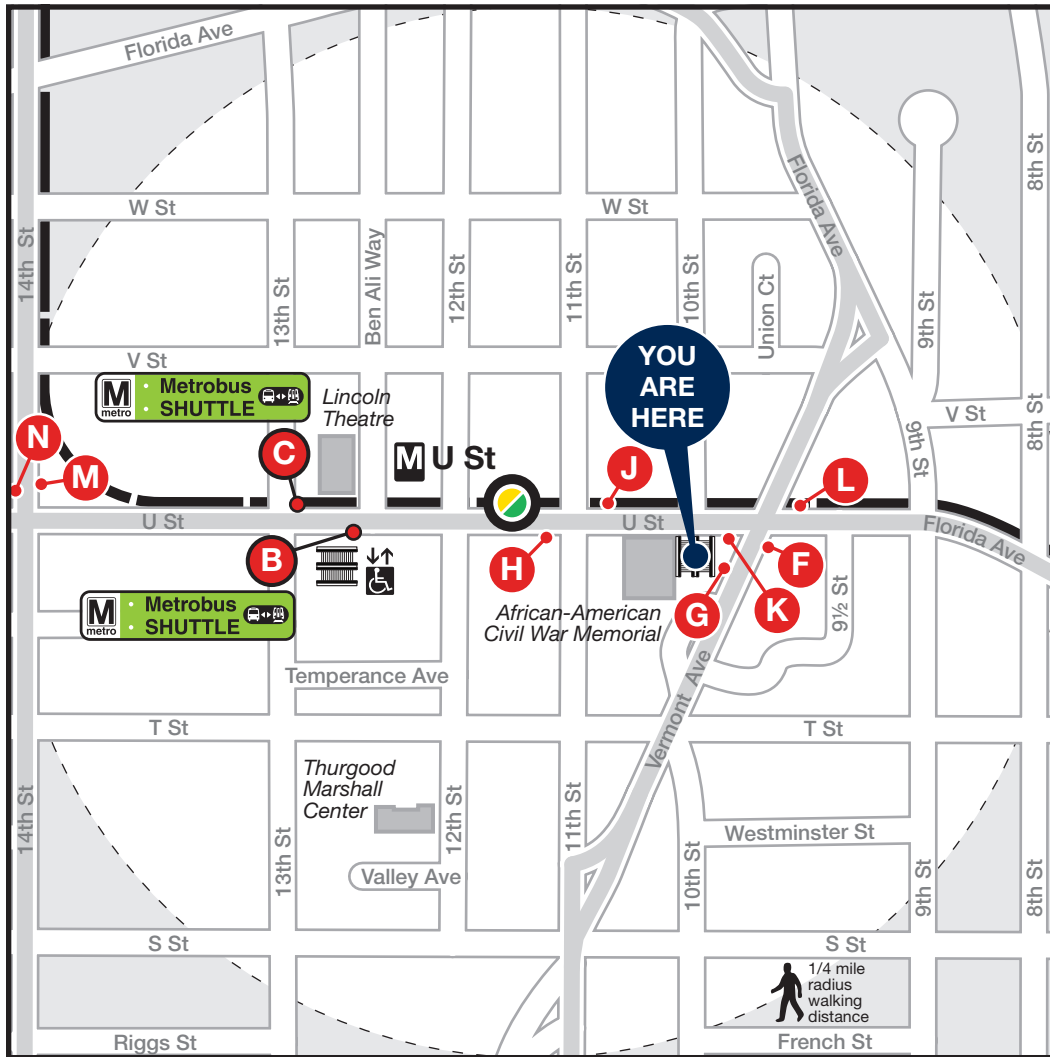 Florida Ave
8th St
W St
W St
Florida Ave
14th St
13th St
Ben Ali Way
12th St
11th St
10th St
Union Ct
9th St
V St
YOU
ARE
HERE
M
metro
· Metrobus
· SHUTTLE
Lincoln
Theatre
V St
8th St
9th St
N
M
C
M U St
J
L
U St
U St
Florida Ave
B
H
F
G
K
M
metro
· Metrobus
· SHUTTLE
African-American
Civil War Memorial
9½ St
Temperance Ave
Vermont Ave
T St
T St
Thurgood
Marshall
Center
14th St
13th St
12th St
11th St
10th St
Westminster St
9th St
8th St
Valley Ave
S St
S St
1/4 mile
radius
walking
distance
Riggs St
French St